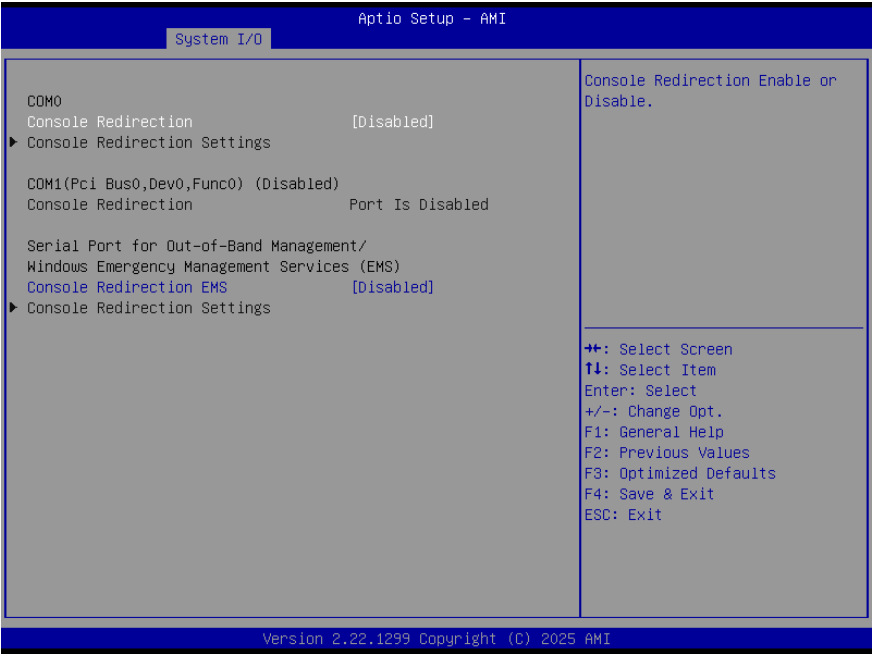 Aptio Setup – AMI
System I/O
COM0
Console Redirection [Disabled]
Console Redirection Settings
COM1(Pci Bus0,Dev0,Func0) (Disabled)
Console Redirection Port Is Disabled
Serial Port for Out-of-Band Management/
Windows Emergency Management Services (EMS)
Console Redirection EMS [Disabled]
Console Redirection Settings
Console Redirection Enable or
Disable.
→←: Select Screen
↑↓: Select Item
Enter: Select
+/-: Change Opt.
F1: General Help
F2: Previous Values
F3: Optimized Defaults
F4: Save & Exit
ESC: Exit
Version 2.22.1299 Copyright (C) 2025 AMI